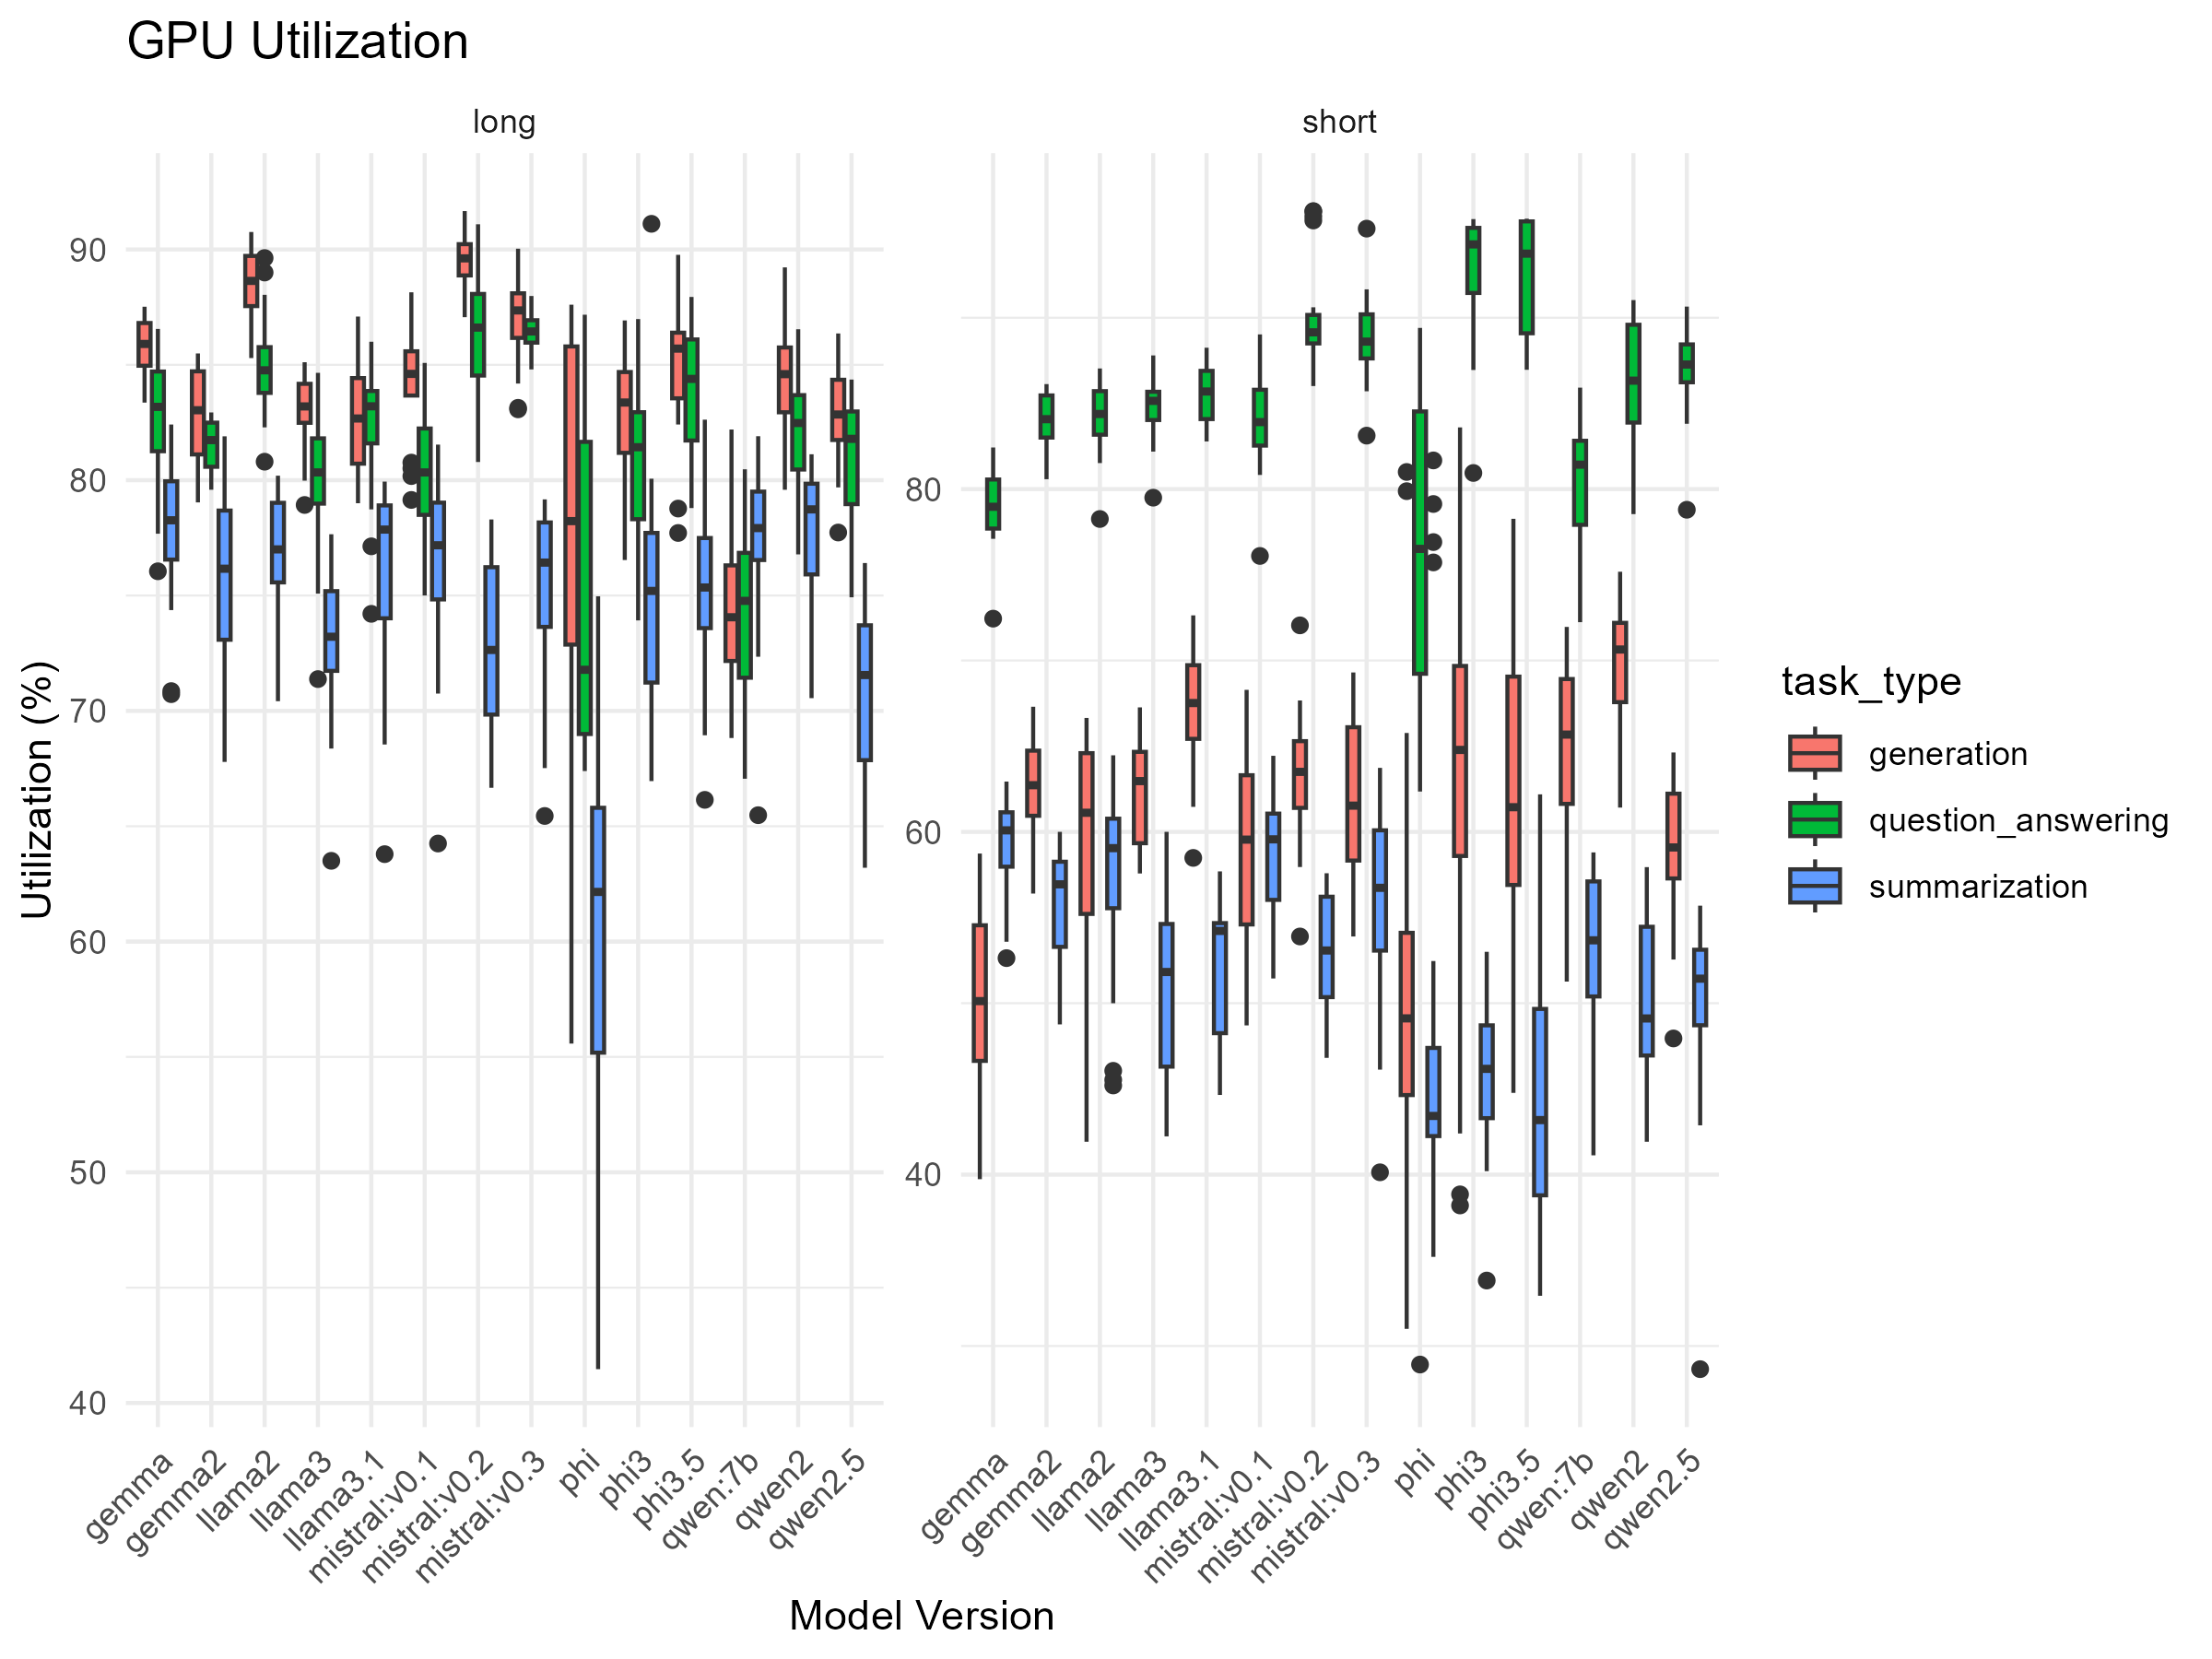 GPU Utilization
long
short
90
80
70
60
50
40
80
60
40
Utilization (%)
gemma
gemma2
llama2
llama3
llama3.1
mistral:v0.1
mistral:v0.2
mistral:v0.3
phi
phi3
phi3.5
qwen:7b
qwen2
qwen2.5
gemma
gemma2
llama2
llama3
llama3.1
mistral:v0.1
mistral:v0.2
mistral:v0.3
phi
phi3
phi3.5
qwen:7b
qwen2
qwen2.5
Model Version
task_type
generation
question_answering
summarization